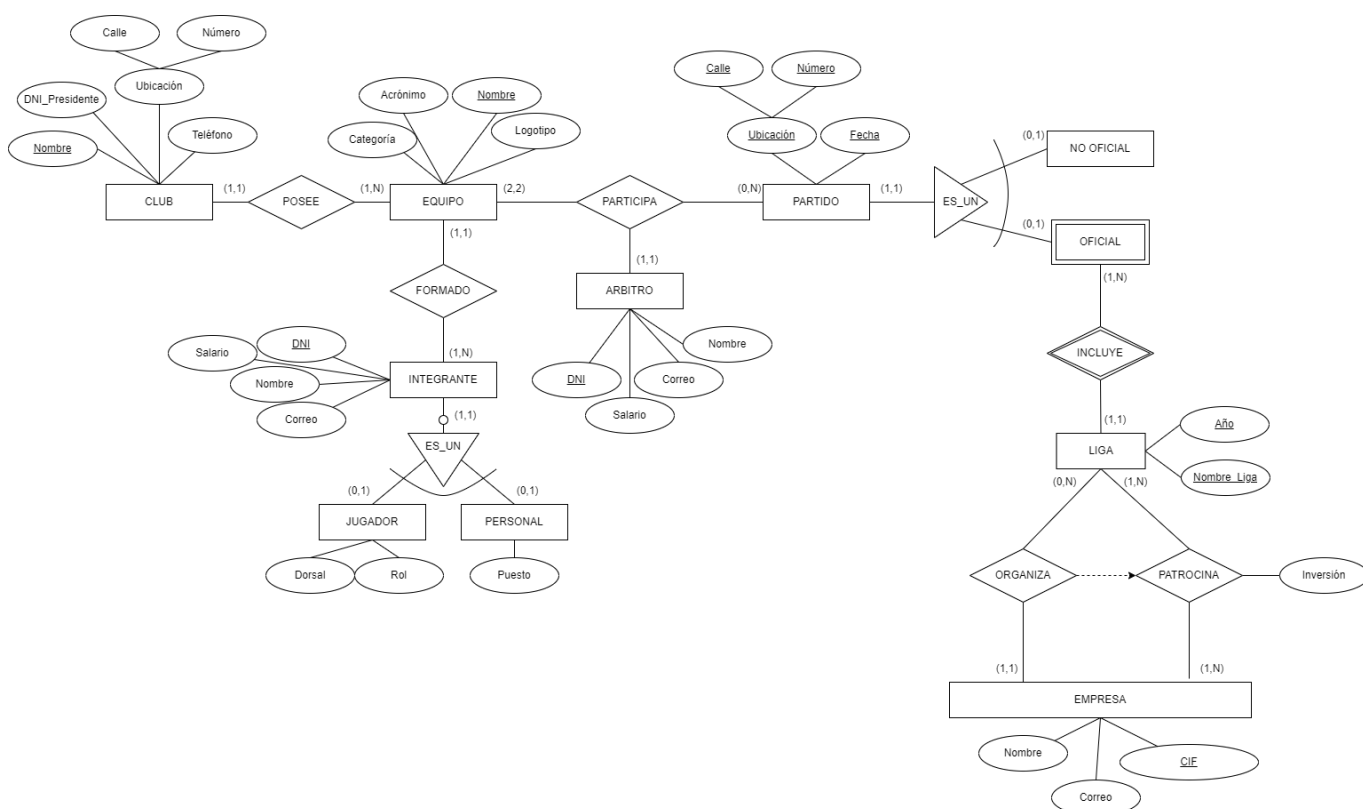 Calle
Número
Ubicación
DNI_Presidente
Nombre
Teléfono
CLUB
(1,1)
POSEE
(1,N)
Acrónimo
Nombre
Categoría
Logotipo
EQUIPO
(2,2)
(1,1)
PARTICIPA
(0,N)
Calle
Número
Ubicación
Fecha
PARTIDO
(1,1)
ES_UN
(0,1)
NO OFICIAL
(0,1)
OFICIAL
(1,N)
INCLUYE
(1,1)
LIGA
Año
Nombre_Liga
(0,N)
(1,N)
ORGANIZA
PATROCINA
Inversión
(1,1)
(1,N)
EMPRESA
Nombre
Correo
CIF
(1,1)
ARBITRO
DNI
Salario
Correo
Nombre
FORMADO
(1,N)
INTEGRANTE
Salario
DNI
Nombre
Correo
(1,1)
ES_UN
(0,1)
(0,1)
JUGADOR
PERSONAL
Dorsal
Rol
Puesto